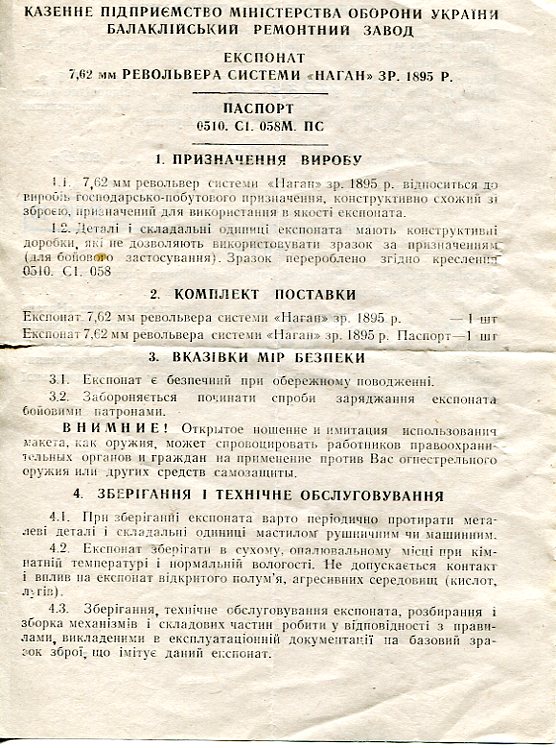 КАЗЕННЕ ПІДПРИЄМСТВО МІНІСТЕРСТВА ОБОРОНИ УКРАЇНИ
БАЛАКЛІЙСЬКИЙ РЕМОНТНИЙ ЗАВОД
ЕКСПОНАТ
7,62 мм РЕВОЛЬВЕРА СИСТЕМИ «НАГАН» ЗР. 1895 Р.
ПАСПОРТ
0510. С1. 058М. ПС
1. ПРИЗНАЧЕННЯ ВИРОБУ
1.1. 7,62 мм револьвер системи «Наган» зр. 1895 р. відноситься до
виробів господарсько-побутового призначення, конструктивно схожий зі
зброєю, призначений для використання в якості експоната.
1.2. Деталі і складальні одиниці експоната мають конструктивні
доробки, які не дозволяють використовувати зразок за призначенням
(для бойового застосування). Зразок перероблено згідно креслення
0510. С1. 058
2. КОМПЛЕКТ ПОСТАВКИ
Експонат 7,62 мм револьвера системи «Наган» зр. 1895 р. — 1 шт
Експонат 7,62 мм револьвера системи «Наган» зр. 1895 р. Паспорт—1 шт
3. ВКАЗІВКИ МІР БЕЗПЕКИ
3.1. Експонат є безпечний при обережному поводженні.
3.2. Забороняється починати спроби заряджання експоната
бойовими патронами.
ВНИМНИЕ! Открытое ношение и имитация использованич
макета, как оружия, может спровоцировать работников правоохрани-
тельных органов и граждан на применение против Вас огнестрельного
оружия или других средств самозащиты.
4. ЗБЕРІГАННЯ І ТЕХНІЧНЕ ОБСЛУГОВУВАННЯ
4.1. При зберіганні експоната варто періодично протирати мета-
леві деталі і складальні одиниці мастилом рушничним чи машинним.
4.2. Експонат зберігати в сухому, опалювальному місці при кім-
натній температурі і нормальній вологості. Не допускається контакт
і вплив на експонат відкритого полум'я, агресивних середовищ (кислот,
лугів).
4.3. Зберігання, технічне обслуговування експоната, розбирання і
зборка механізмів і складових частин робити у відповідності з прави-
лами, викладеними в експлуатаціонній документації на базовий зра-
зок зброї, що імітує даний експонат.